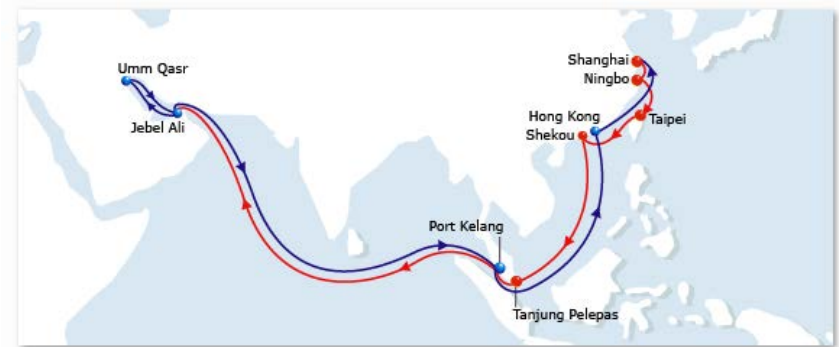 Umm Qasr
Jebel Ali
Shanghai
Ningbo
Hong Kong
Taipei
Shekou
Port Kelang
Tanjung Pelepas